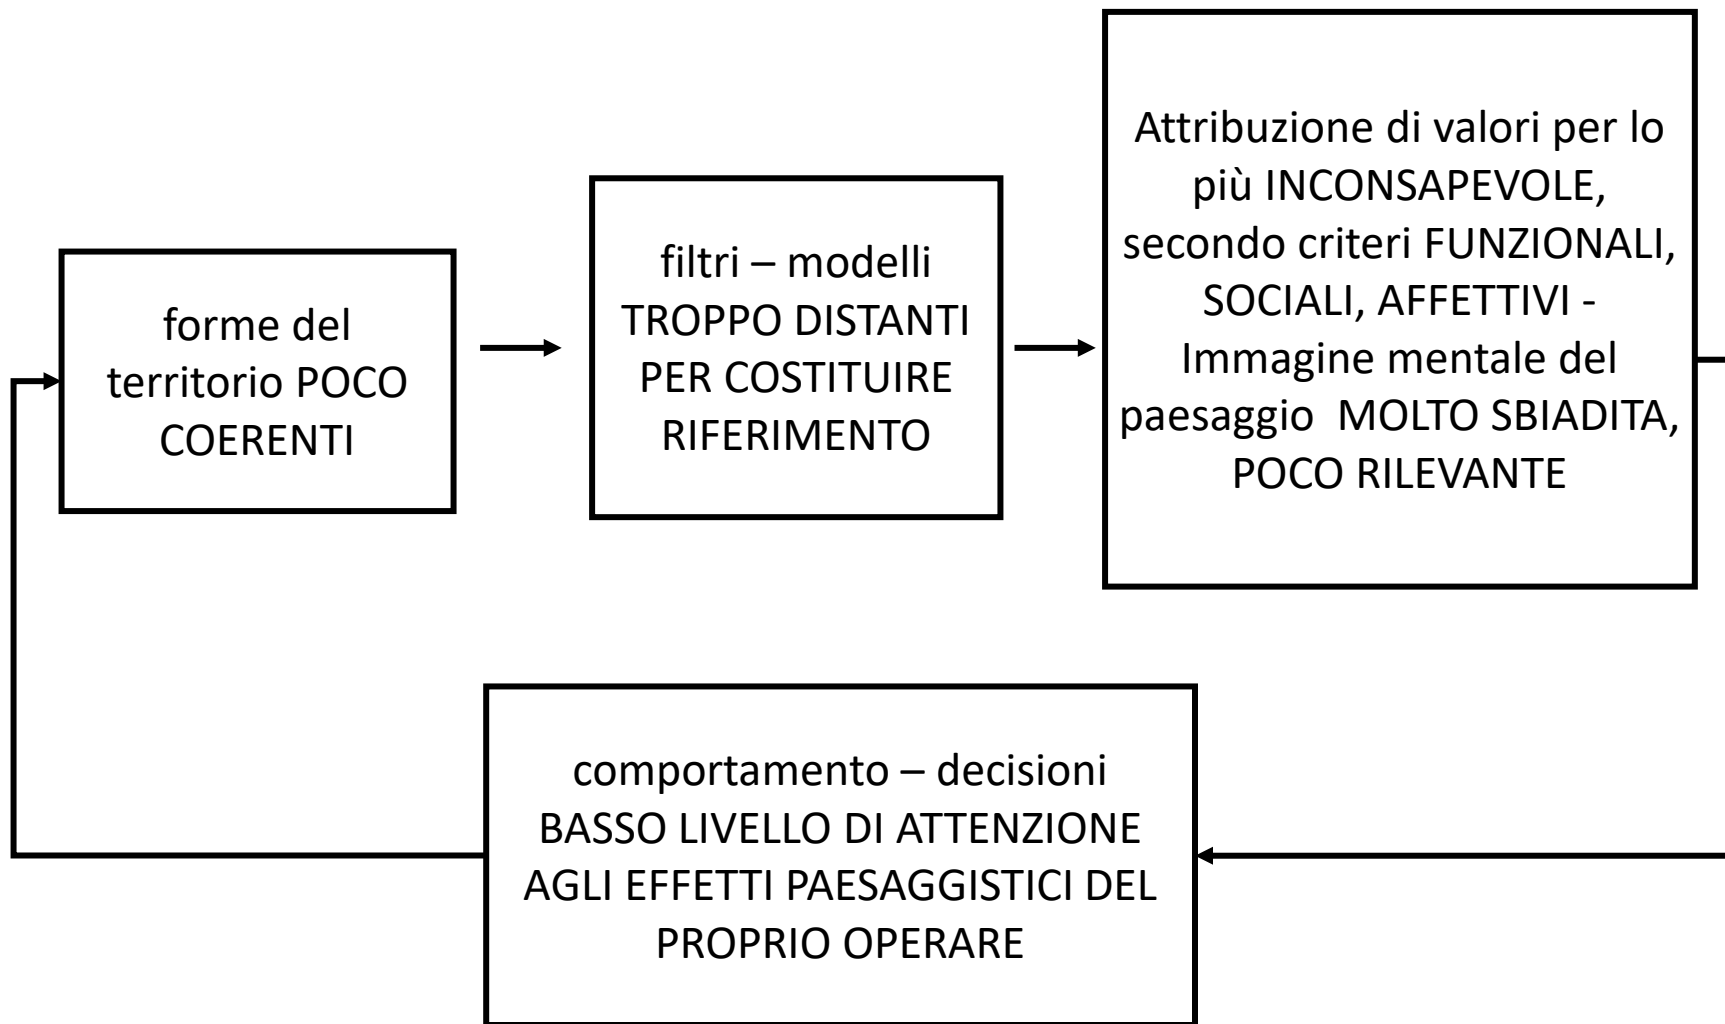 forme del
territorio POCO
COERENTI
filtri – modelli
TROPPO DISTANTI
PER COSTITUIRE
RIFERIMENTO
Attribuzione di valori per lo
più INCONSAPEVOLE,
secondo criteri FUNZIONALI,
SOCIALI, AFFETTIVI -
Immagine mentale del
paesaggio MOLTO SBIADITA,
POCO RILEVANTE
comportamento – decisioni
BASSO LIVELLO DI ATTENZIONE
AGLI EFFETTI PAESAGGISTICI DEL
PROPRIO OPERARE